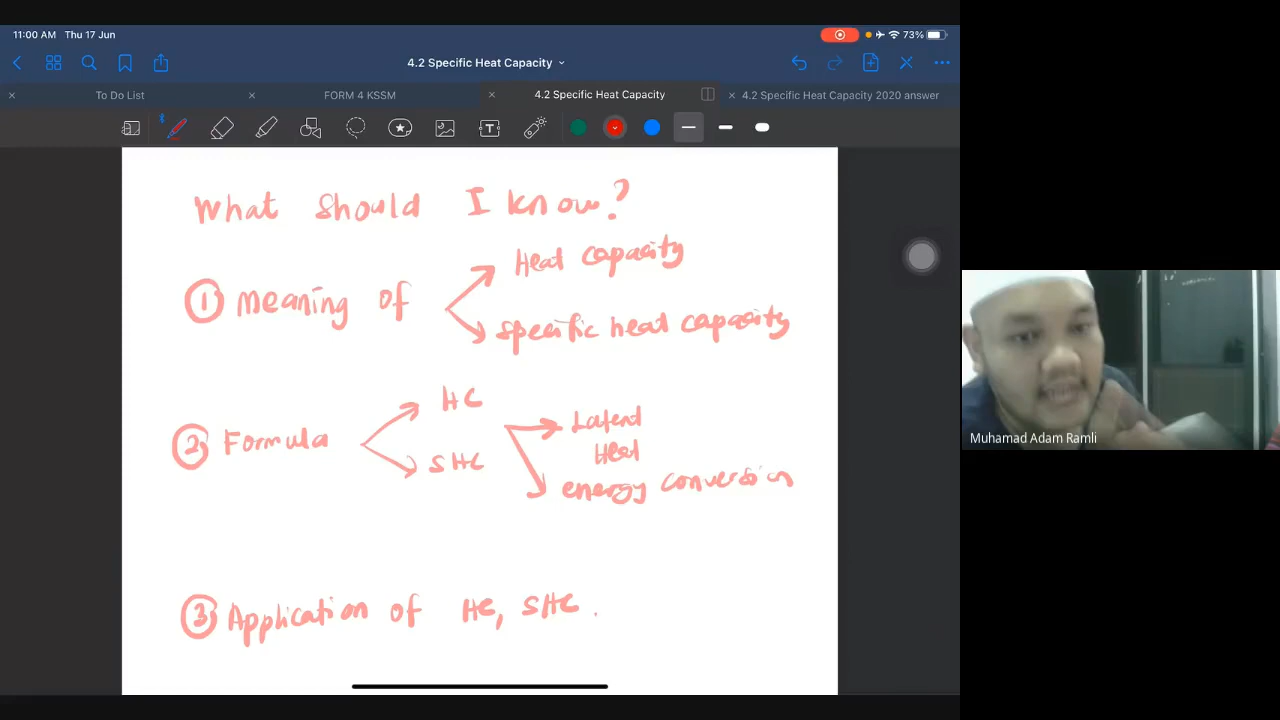 11:00 AM Thu 17 Jun
73%
4.2 Specific Heat Capacity
To Do List
FORM 4 KSSM
4.2 Specific Heat Capacity
4.2 Specific Heat Capacity 2020 answer
What should I know?
① Meaning of
Heat capacity
specific heat capacity
② Formula
HC
SHC
Latent
Heat
energy conversion
③ Application of HC, SHC.
Muhamad Adam Ramli